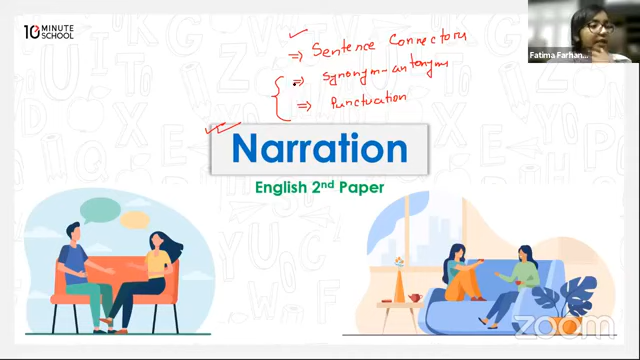 10 MINUTE
SCHOOL
⇒ Sentence Connectors
⇒ Synonym-antonym
⇒ Punctuation
Narration
English 2nd Paper
Fatima Farhan...
zoom